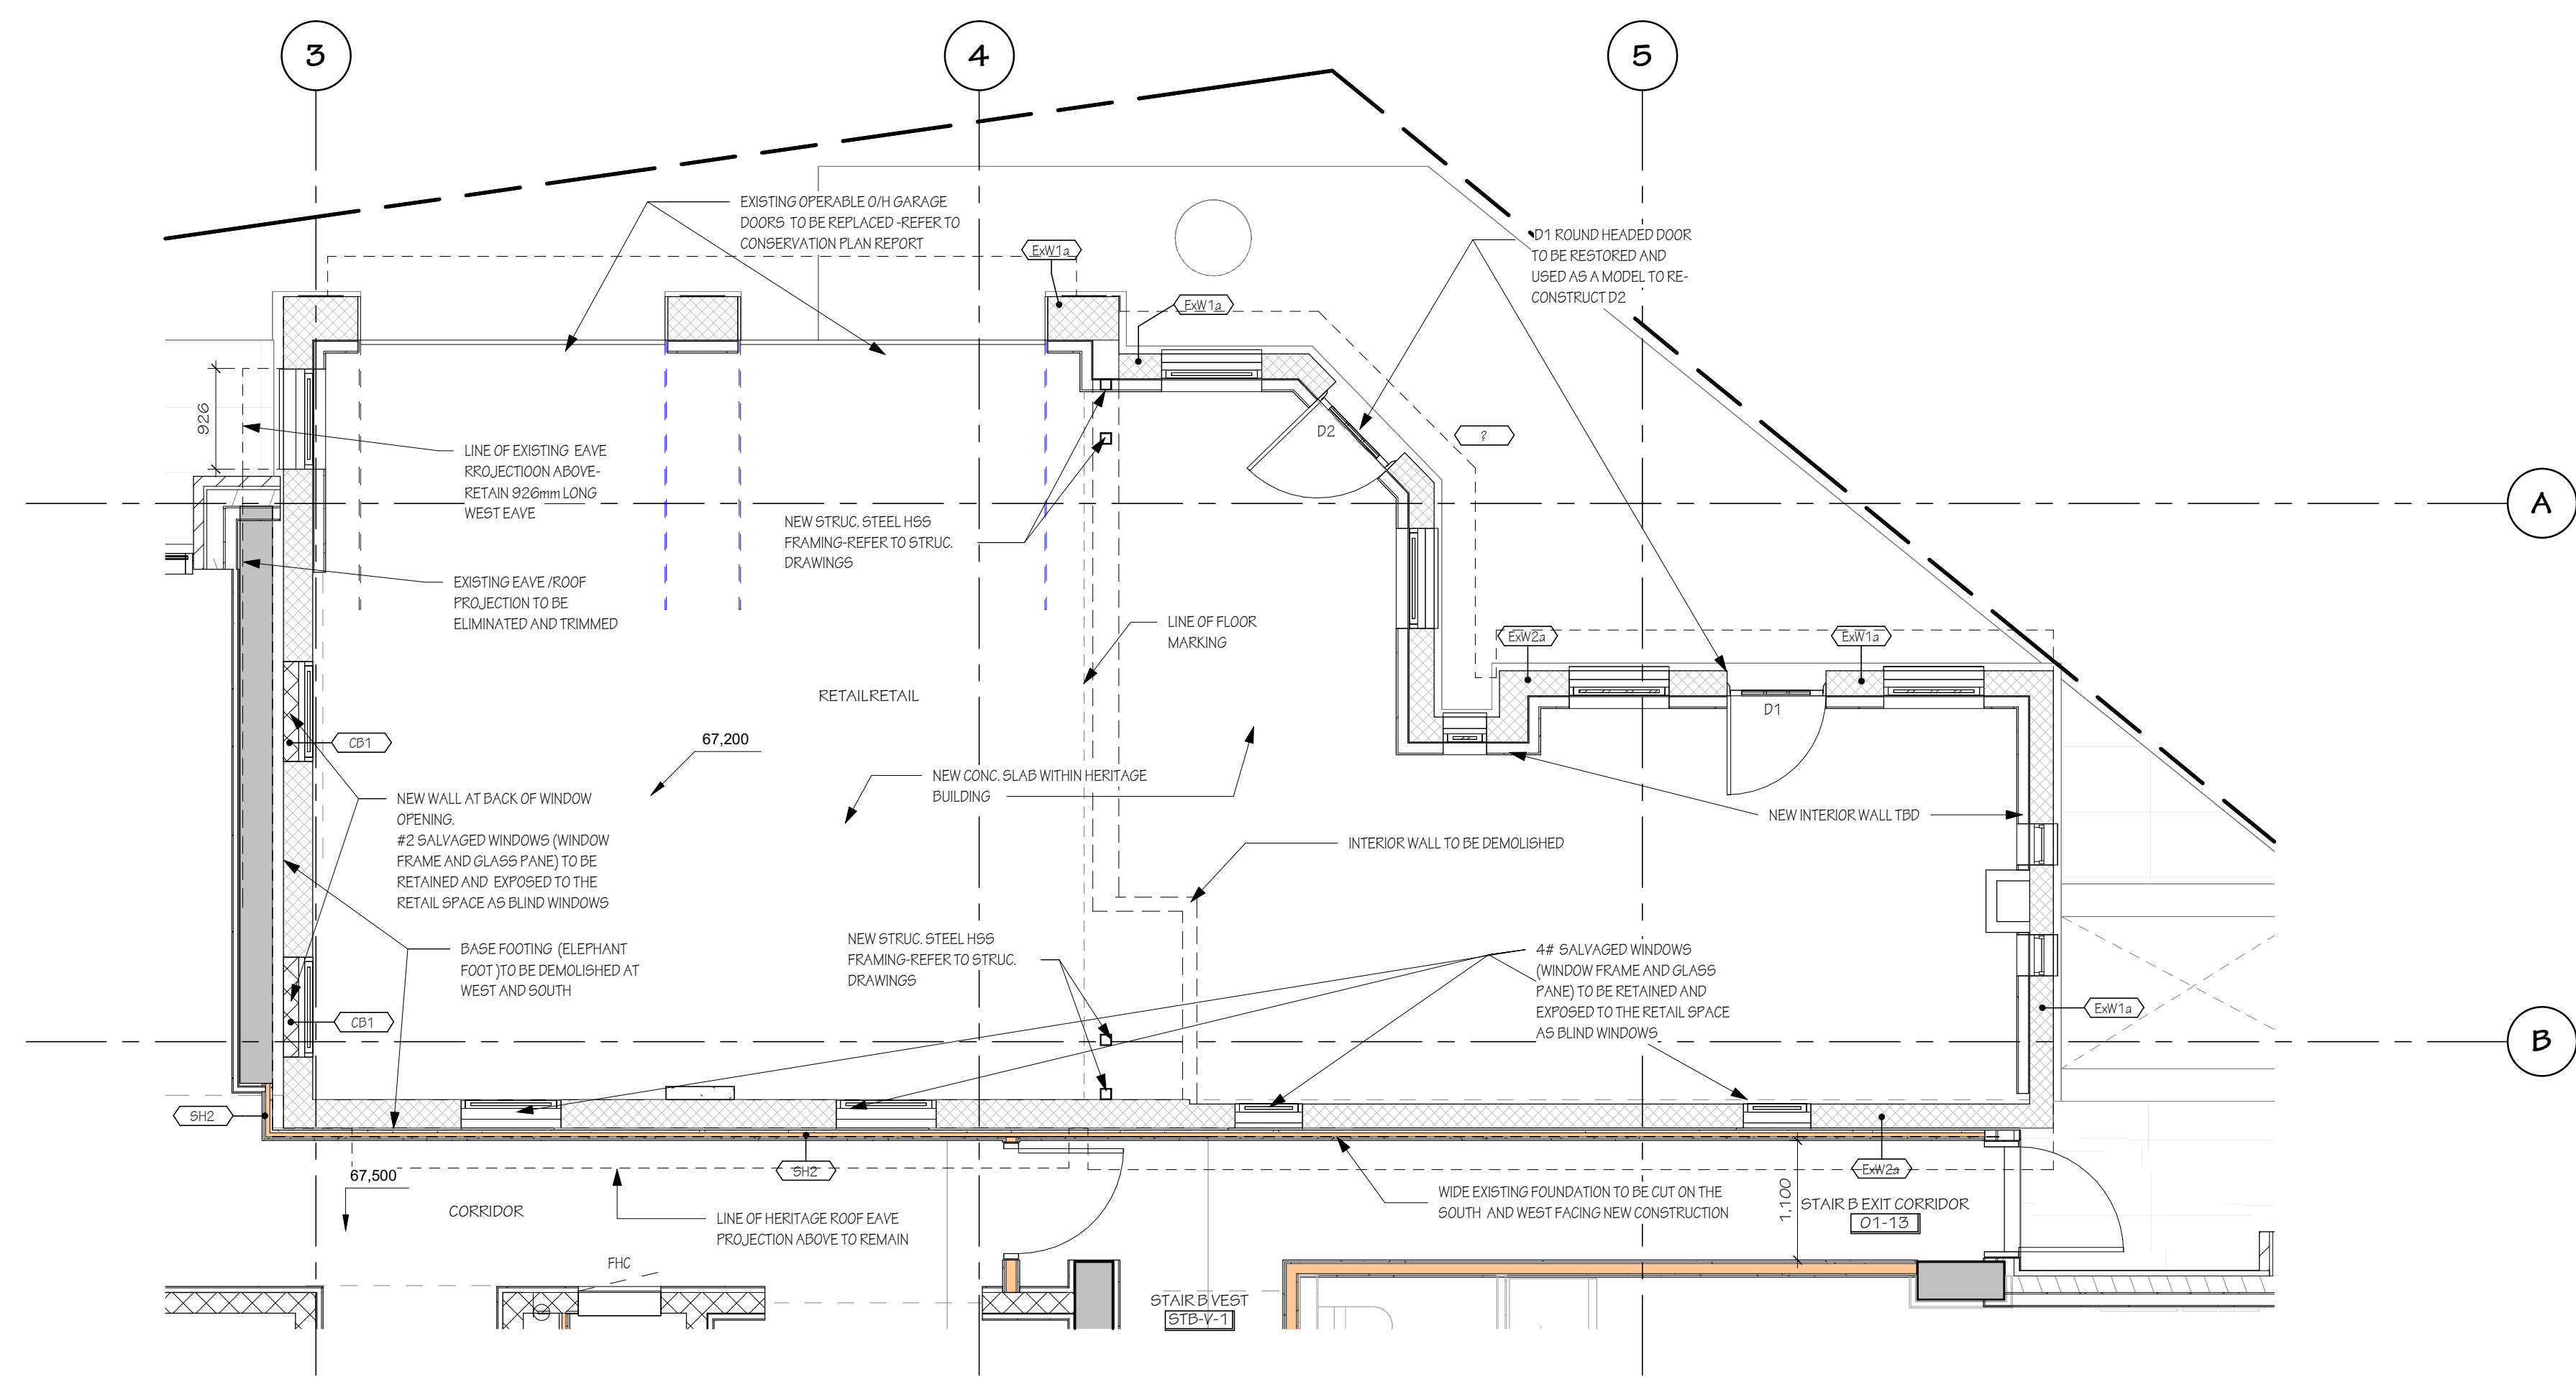 3
4
5
EXISTING OPERABLE O/H GARAGE
DOORS TO BE REPLACED -REFER TO
CONSERVATION PLAN REPORT
ExW1a
ExW1a
D1 ROUND HEADED DOOR
TO BE RESTORED AND
USED AS A MODEL TO RE-
CONSTRUCT D2
926
LINE OF EXISTING EAVE
RROJECTIOON ABOVE-
RETAIN 926mm LONG
WEST EAVE
D2
?
A
NEW STRUC. STEEL HSS
FRAMING-REFER TO STRUC.
DRAWINGS
EXISTING EAVE /ROOF
PROJECTION TO BE
ELIMINATED AND TRIMMED
LINE OF FLOOR
MARKING
ExW2a
ExW1a
RETAILRETAIL
D1
CB1
67,200
NEW CONC. SLAB WITHIN HERITAGE
BUILDING
NEW WALL AT BACK OF WINDOW
OPENING.
#2 SALVAGED WINDOWS (WINDOW
FRAME AND GLASS PANE) TO BE
RETAINED AND EXPOSED TO THE
RETAIL SPACE AS BLIND WINDOWS
NEW INTERIOR WALL TBD
INTERIOR WALL TO BE DEMOLISHED
BASE FOOTING (ELEPHANT
FOOT )TO BE DEMOLISHED AT
WEST AND SOUTH
NEW STRUC. STEEL HSS
FRAMING-REFER TO STRUC.
DRAWINGS
4# SALVAGED WINDOWS
(WINDOW FRAME AND GLASS
PANE) TO BE RETAINED AND
EXPOSED TO THE RETAIL SPACE
AS BLIND WINDOWS
CB1
ExW1a
B
SH2
SH2
ExW2a
67,500
CORRIDOR
LINE OF HERITAGE ROOF EAVE
PROJECTION ABOVE TO REMAIN
WIDE EXISTING FOUNDATION TO BE CUT ON THE
SOUTH AND WEST FACING NEW CONSTRUCTION
1,100
STAIR B EXIT CORRIDOR
01-13
FHC
STAIR B VEST
STB-V-1